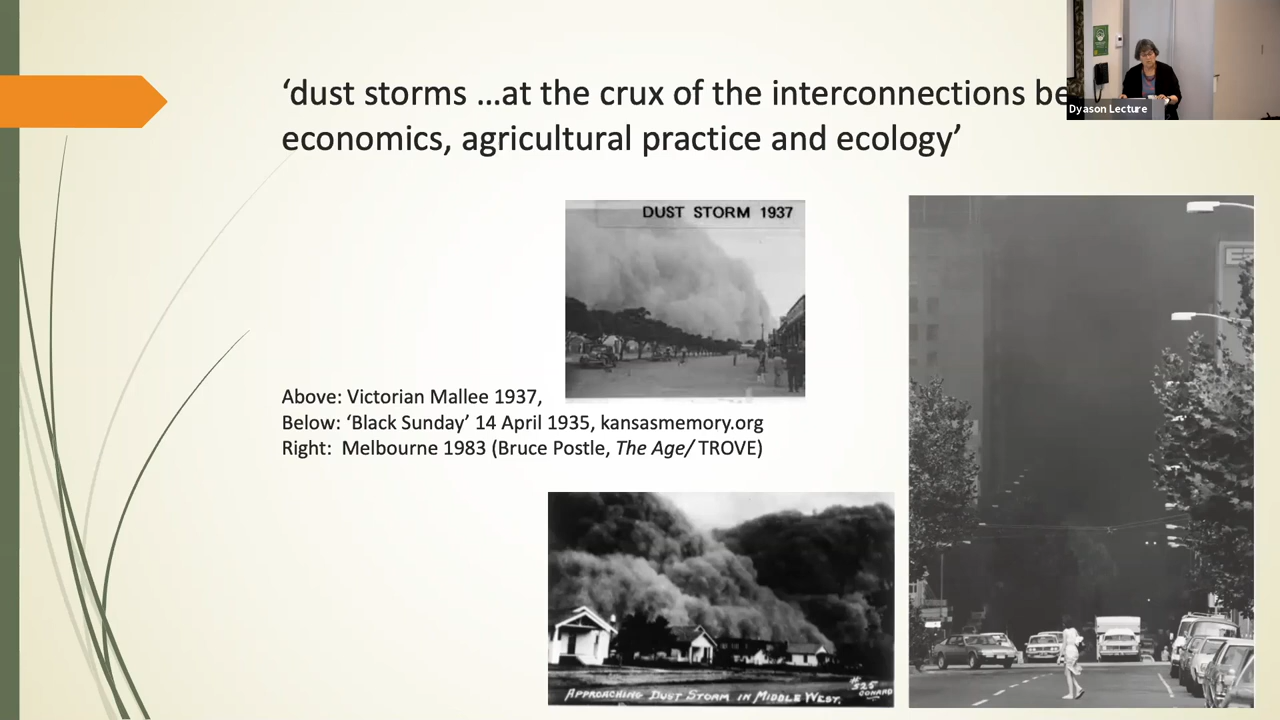 ‘dust storms ...at the crux of the interconnections be
economics, agricultural practice and ecology’
Dyason Lecture
DUST STORM 1937
Above: Victorian Mallee 1937,
Below: ‘Black Sunday’ 14 April 1935, kansasmemory.org
Right: Melbourne 1983 (Bruce Postle, The Age/ TROVE)
APPROACHING DUST STORM IN MIDDLE WEST.
CONARD